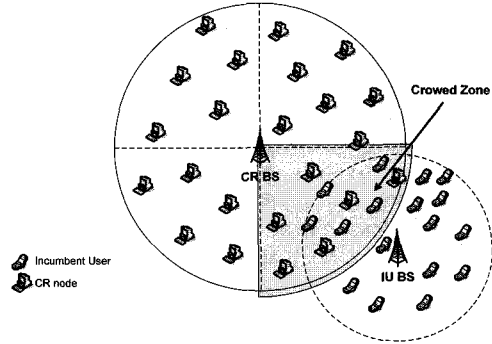 Crowed Zone
CR BS
IU BS
Incumbent User
CR node